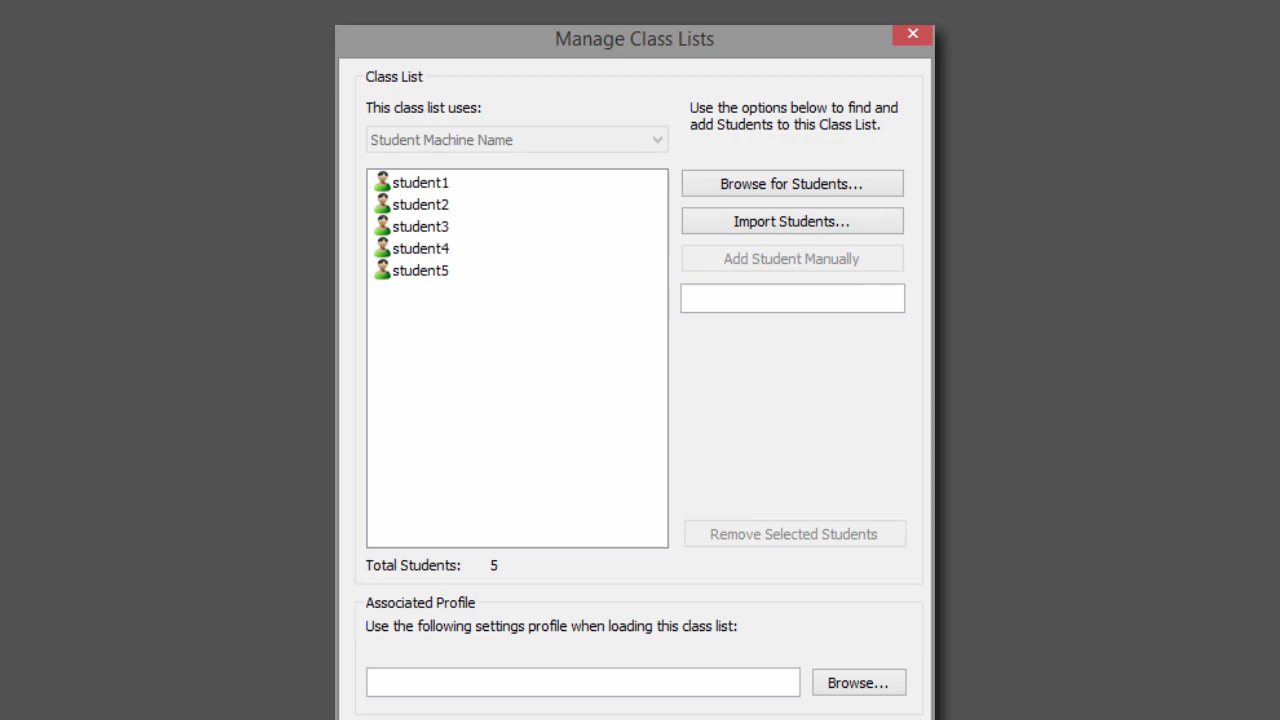 Manage Class Lists
Class List
This class list uses:
Use the options below to find and
add Students to this Class List.
Student Machine Name
student1
student2
student3
student4
student5
Browse for Students...
Import Students...
Add Student Manually
Remove Selected Students
Total Students: 5
Associated Profile
Use the following settings profile when loading this class list:
Browse...